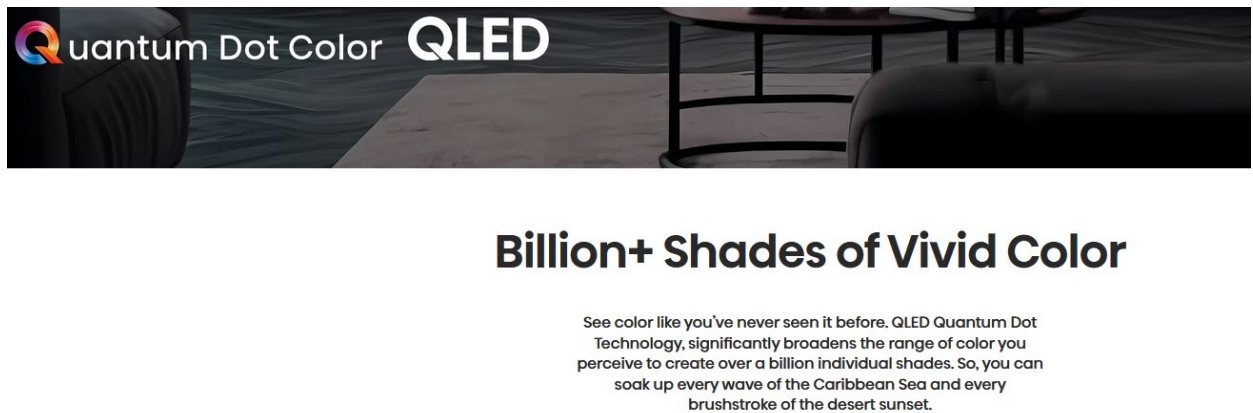 Quantum Dot Color QLED
Billion+ Shades of Vivid Color
See color like you've never seen it before. QLED Quantum Dot
Technology, significantly broadens the range of color you
perceive to create over a billion individual shades. So, you can
soak up every wave of the Caribbean Sea and every
brushstroke of the desert sunset.